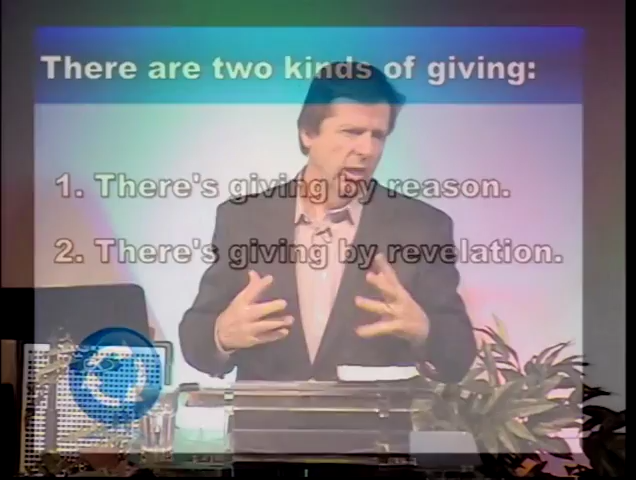 There are two kinds of giving:
1. There's giving by reason.
2. There's giving by revelation.